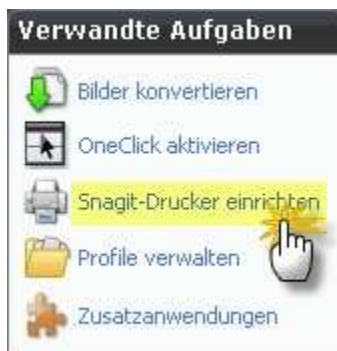 Verwandte Aufgaben
Bilder konvertieren
OneClick aktivieren
Snagit-Drucker einrichten
Profile verwalten
Zusatzanwendungen